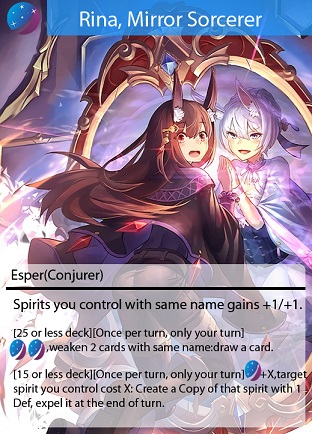 Rina, Mirror Sorcerer
Esper(Conjurer)
Spirits you control with same name gains +1/+1.
[25 or less deck][Once per turn, only your turn]
,weaken 2 cards with same name:draw a card.
[15 or less deck][Once per turn, only your turn] +X,target
spirit you control cost X: Create a Copy of that spirit with 1
Def, expel it at the end of turn.